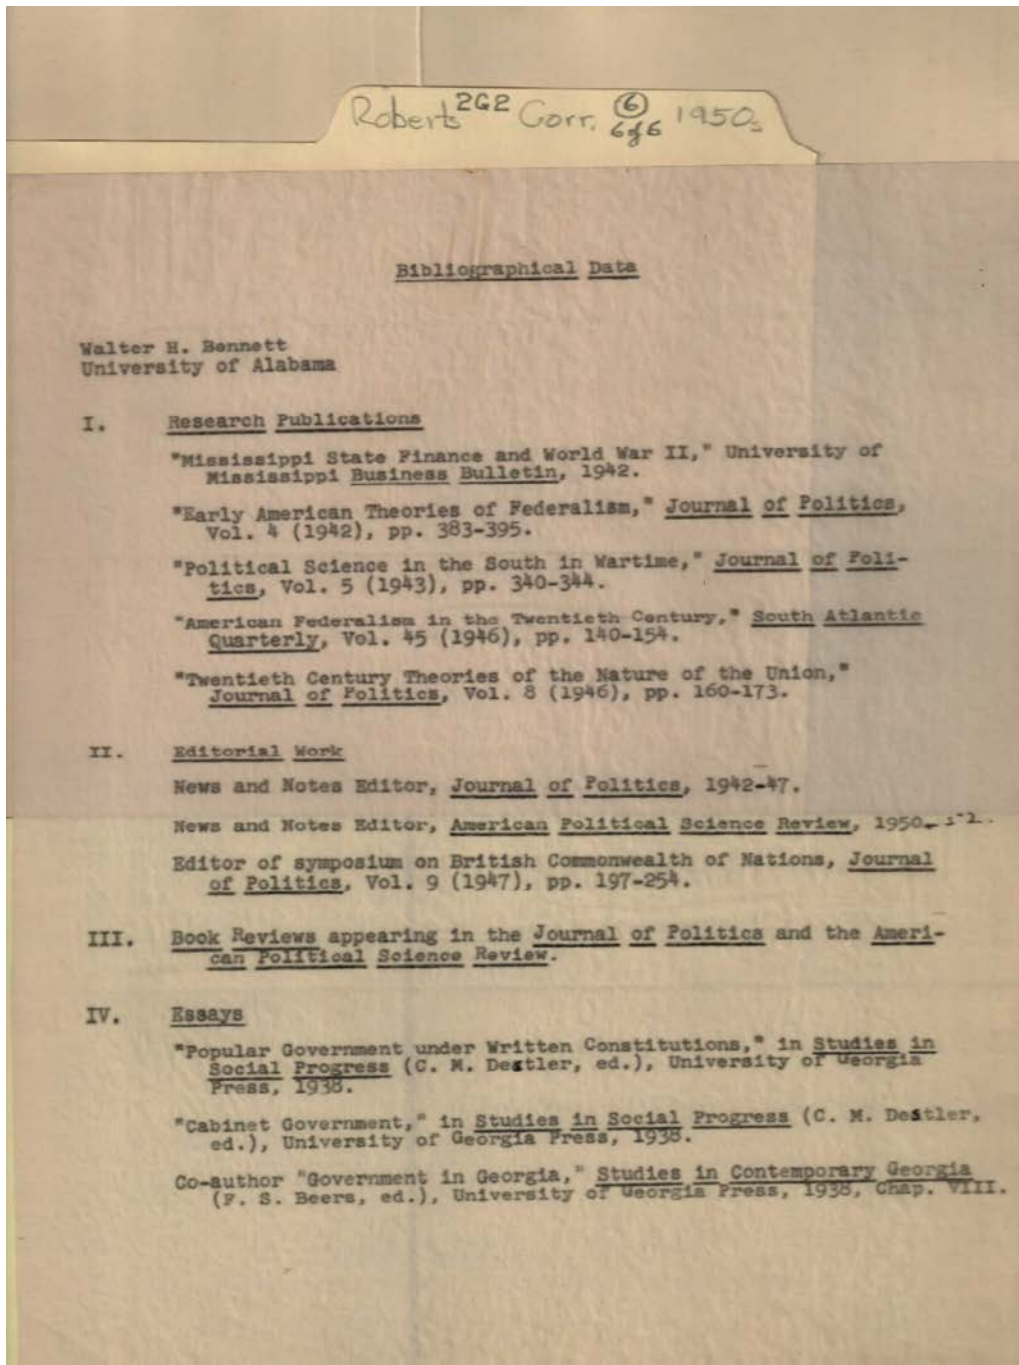 Roberts 2G2 Corr. 6 1950s
6 of 6
Bibliographical Data
Walter H. Bennett
University of Alabama
I. Research Publications
"Mississippi State Finance and World War II," University of
Mississippi Business Bulletin, 1942.
"Early American Theories of Federalism," Journal of Politics,
Vol. 4 (1942), pp. 383-395.
"Political Science in the South in Wartime," Journal of Poli-
tics, Vol. 5 (1943), pp. 340-344.
"American Federalism in the Twentieth Century," South Atlantic
Quarterly, Vol. 45 (1946), pp. 140-154.
"Twentieth Century Theories of the Nature of the Union,"
Journal of Politics, Vol. 8 (1946), pp. 160-173.
II. Editorial Work
News and Notes Editor, Journal of Politics, 1942-47.
News and Notes Editor, American Political Science Review, 1950-52.
Editor of symposium on British Commonwealth of Nations, Journal
of Politics, Vol. 9 (1947), pp. 197-254.
III. Book Reviews appearing in the Journal of Politics and the Ameri-
can Political Science Review.
IV. Essays
"Popular Government under Written Constitutions," in Studies in
Social Progress (C. M. Destler, ed.), University of Georgia
Press, 1938.
"Cabinet Government," in Studies in Social Progress (C. M. Destler,
ed.), University of Georgia Press, 1938.
Co-author "Government in Georgia," Studies in Contemporary Georgia
(F. S. Beers, ed.), University of Georgia Press, 1938, Chap. VIII.